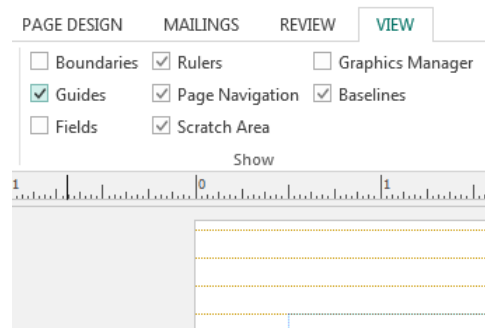 PAGE DESIGN MAILINGS REVIEW VIEW
Boundaries Rulers Graphics Manager
Guides Page Navigation Baselines
Fields Scratch Area
Show
1 0 1